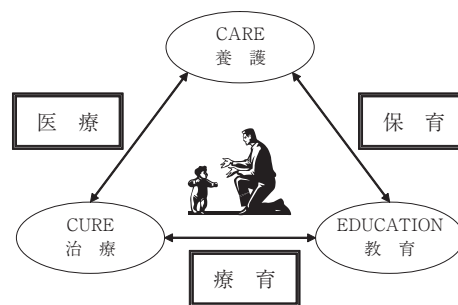 CARE
養 護
医 療
保 育
CURE
治 療
EDUCATION
教 育
療 育